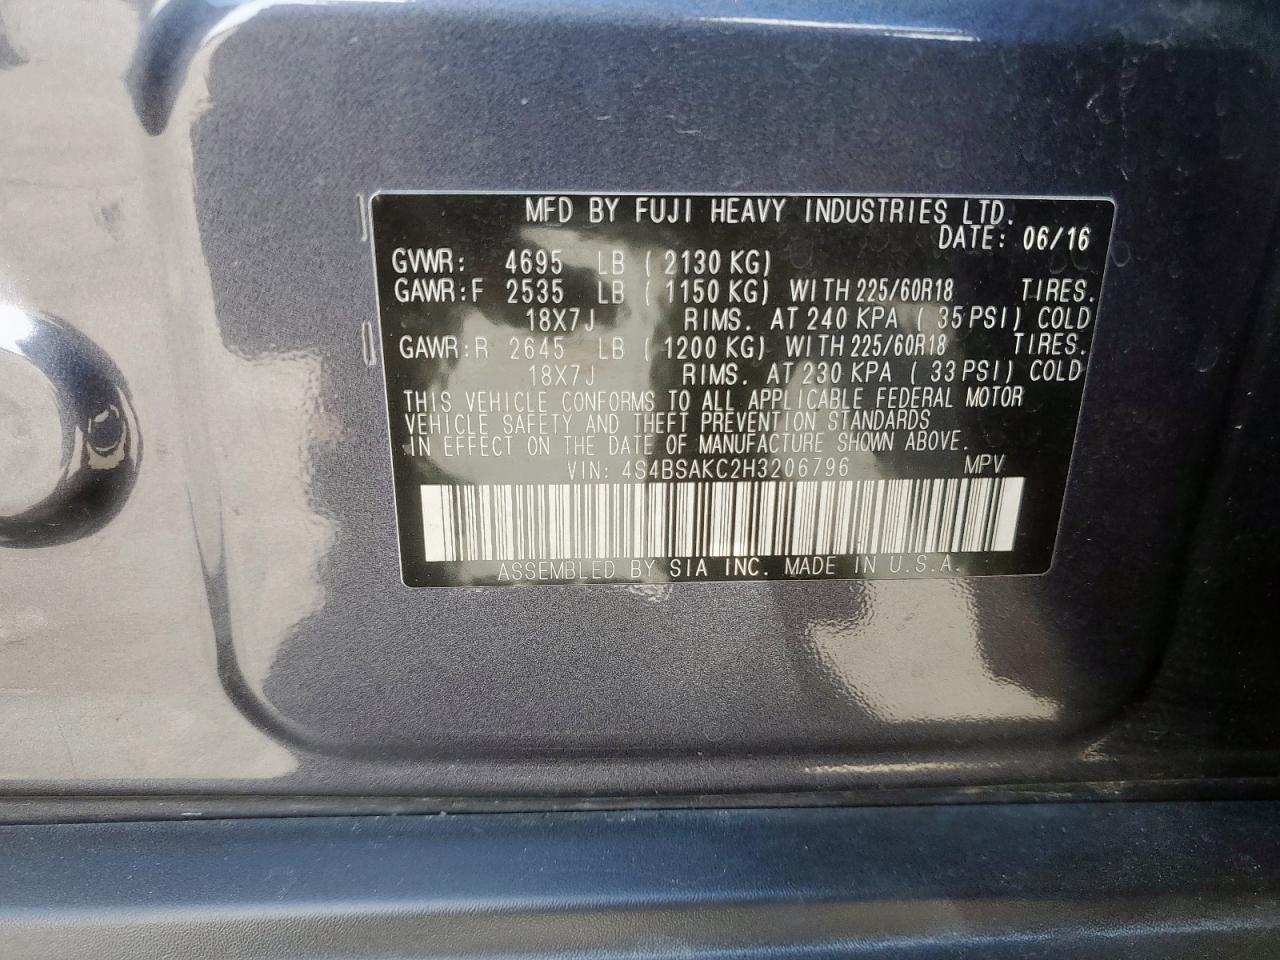 MFD BY FUJI HEAVY INDUSTRIES LTD.
DATE: 06/16
GVWR: 4695 LB ( 2130 KG)
GAWR:F 2535 LB ( 1150 KG) WITH 225/60R18 TIRES.
18X7J RIMS. AT 240 KPA ( 35 PSI) COLD
GAWR:R 2645 LB ( 1200 KG) WITH 225/60R18 TIRES.
18X7J RIMS. AT 230 KPA ( 33 PSI) COLD
THIS VEHICLE CONFORMS TO ALL APPLICABLE FEDERAL MOTOR
VEHICLE SAFETY AND THEFT PREVENTION STANDARDS
IN EFFECT ON THE DATE OF MANUFACTURE SHOWN ABOVE.
VIN: 4S4BSAKC2H3206796 MPV
ASSEMBLED BY SIA INC. MADE IN U.S.A.